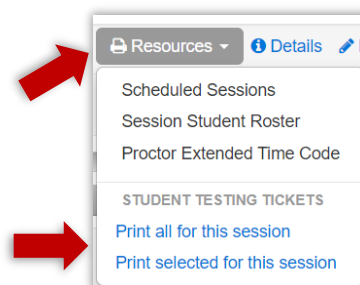 Resources Details
Scheduled Sessions
Session Student Roster
Proctor Extended Time Code
STUDENT TESTING TICKETS
Print all for this session
Print selected for this session